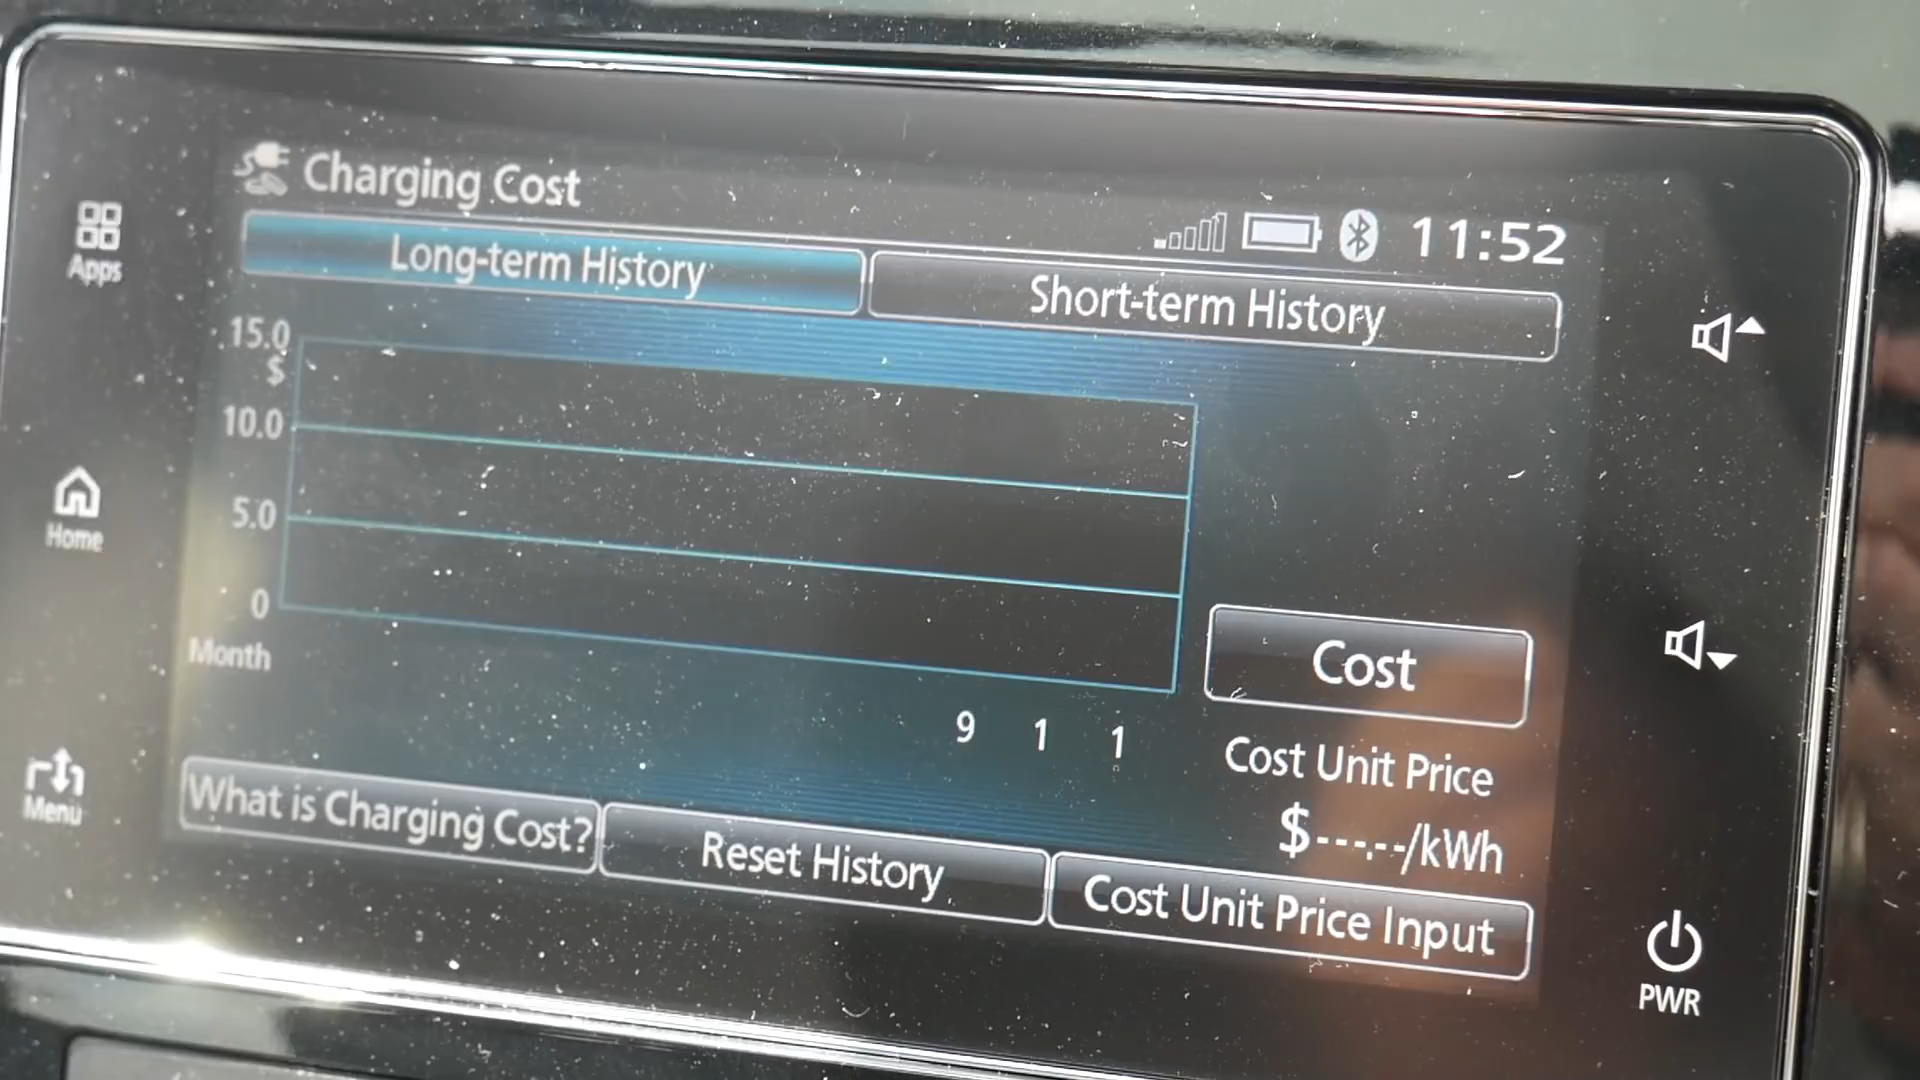 Charging Cost
11:52
Long-term History
Short-term History
15.0
$
10.0
5.0
0
Month
9 1 1
Cost
Cost Unit Price
$---.--/kWh
What is Charging Cost?
Reset History
Cost Unit Price Input
Apps
Home
Menu
PWR